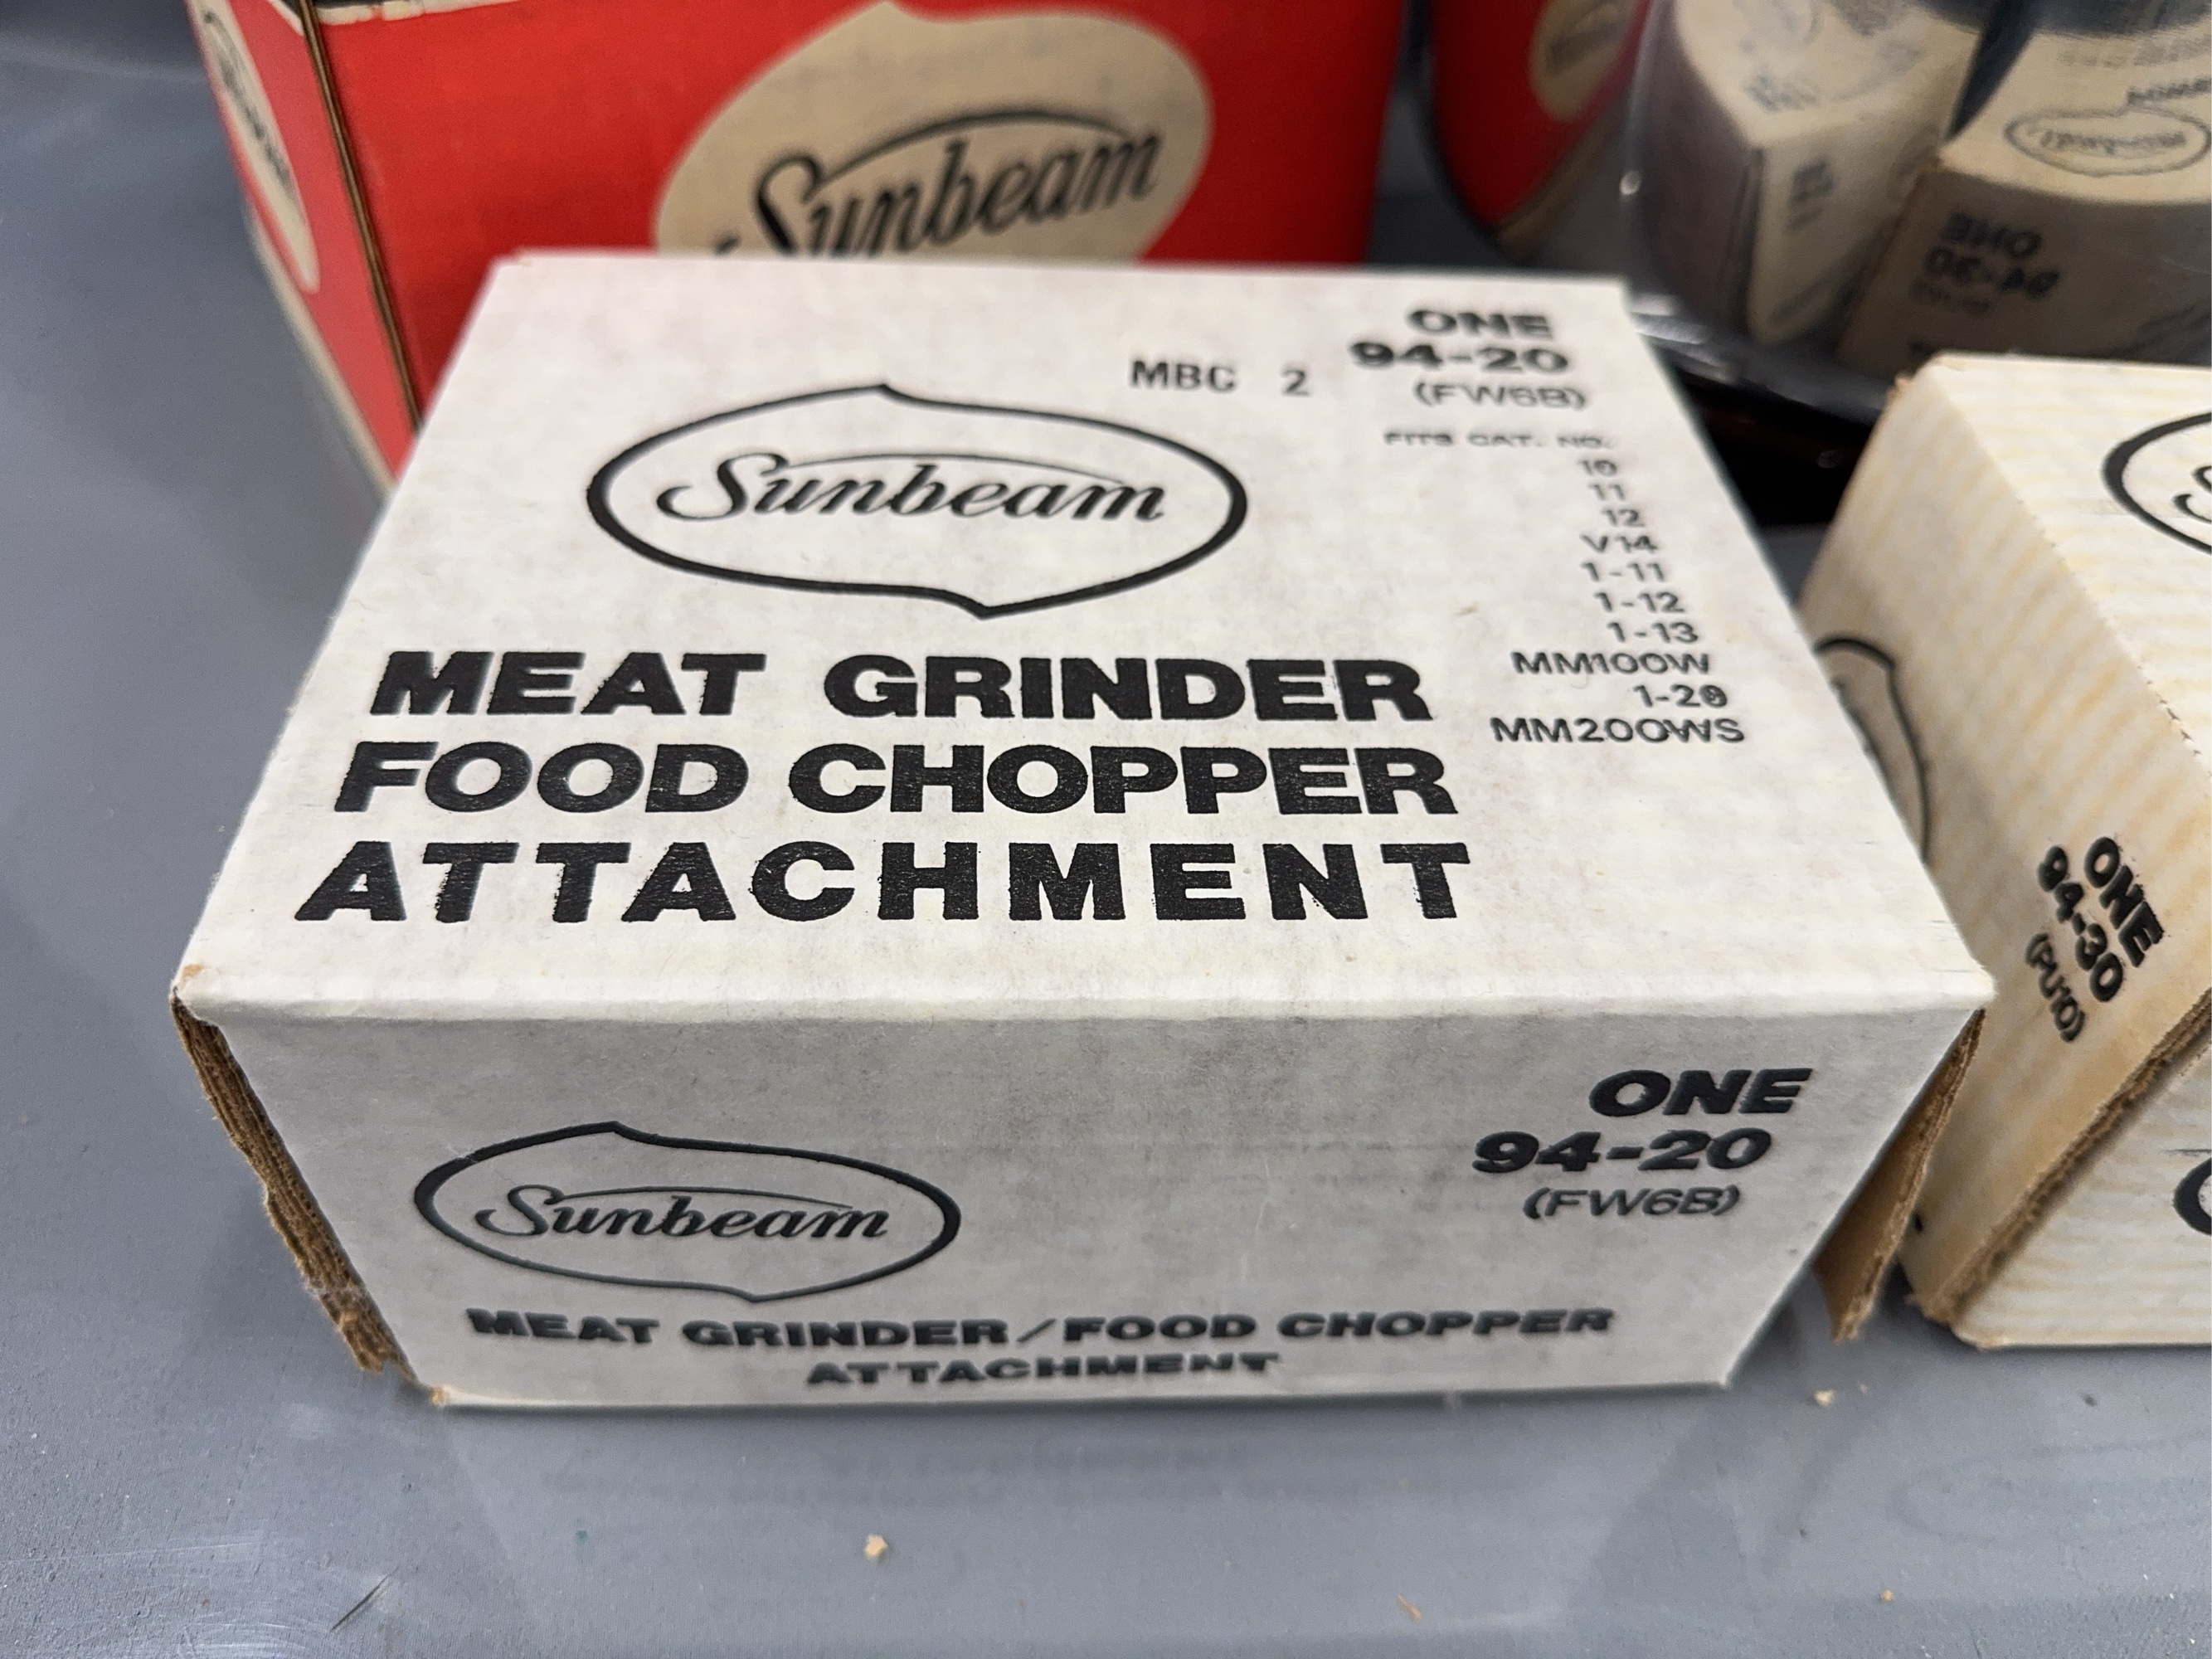 Sunbeam
ONE
94-20
MBC 2
(FW6B)
FITS CAT. NO.
10
11
12
V14
1-11
1-12
1-13
MM100W
1-20
MM200WS
Sunbeam
MEAT GRINDER
FOOD CHOPPER
ATTACHMENT
ONE
94-20
(FW6B)
Sunbeam
MEAT GRINDER/FOOD CHOPPER
ATTACHMENT
ONE
94-30
(PU10)